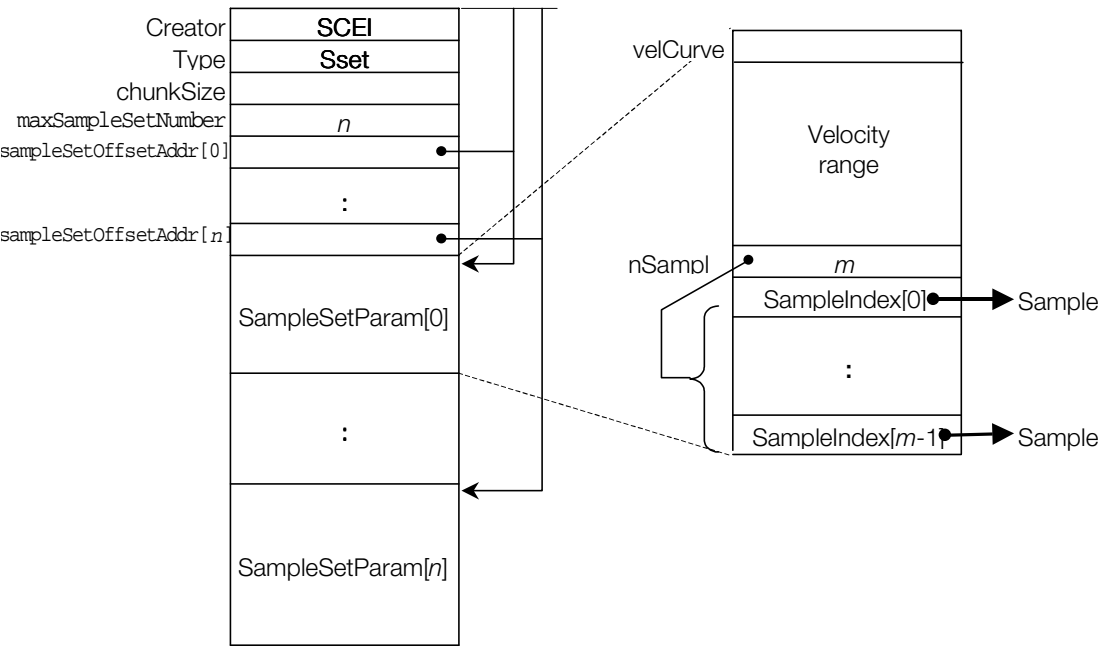 Creator SCEI
Type Sset
chunkSize
maxSampleSetNumber n
sampleSetOffsetAddr[0]
:
sampleSetOffsetAddr[n]
SampleSetParam[0]
:
SampleSetParam[n]
velCurve
Velocity
range
nSampl m
SampleIndex[0] Sample
:
SampleIndex[m-1] Sample